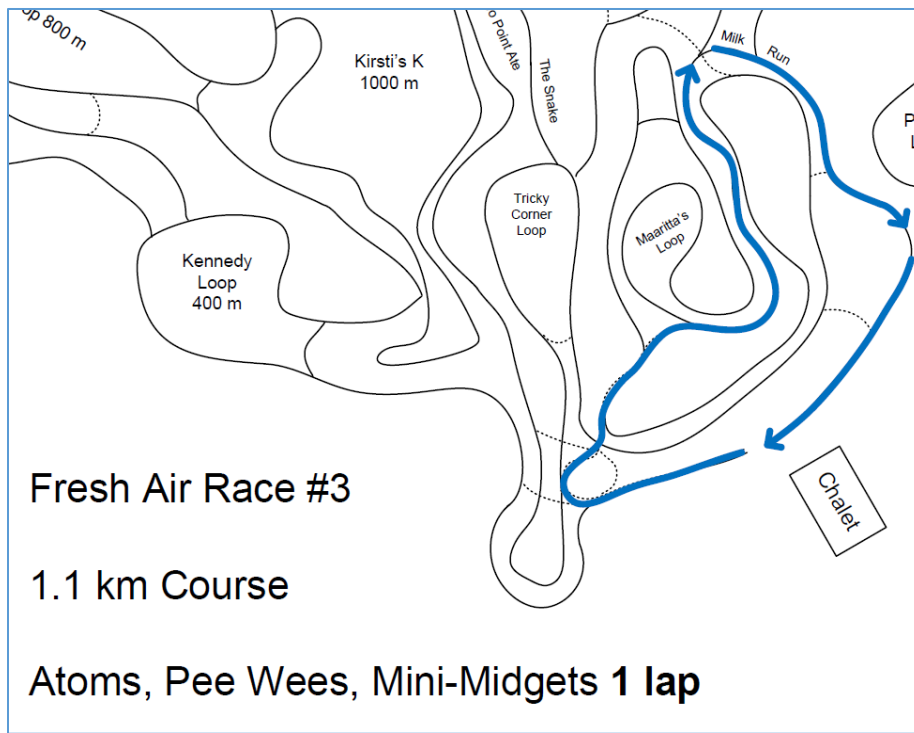 op 800 m
Kirsti's K
1000 m
o Point Ate
The Snake
Milk Run
P
L
Tricky
Corner
Loop
Maaritta's
Loop
Kennedy
Loop
400 m
Chalet
Fresh Air Race #3
1.1 km Course
Atoms, Pee Wees, Mini-Midgets 1 lap